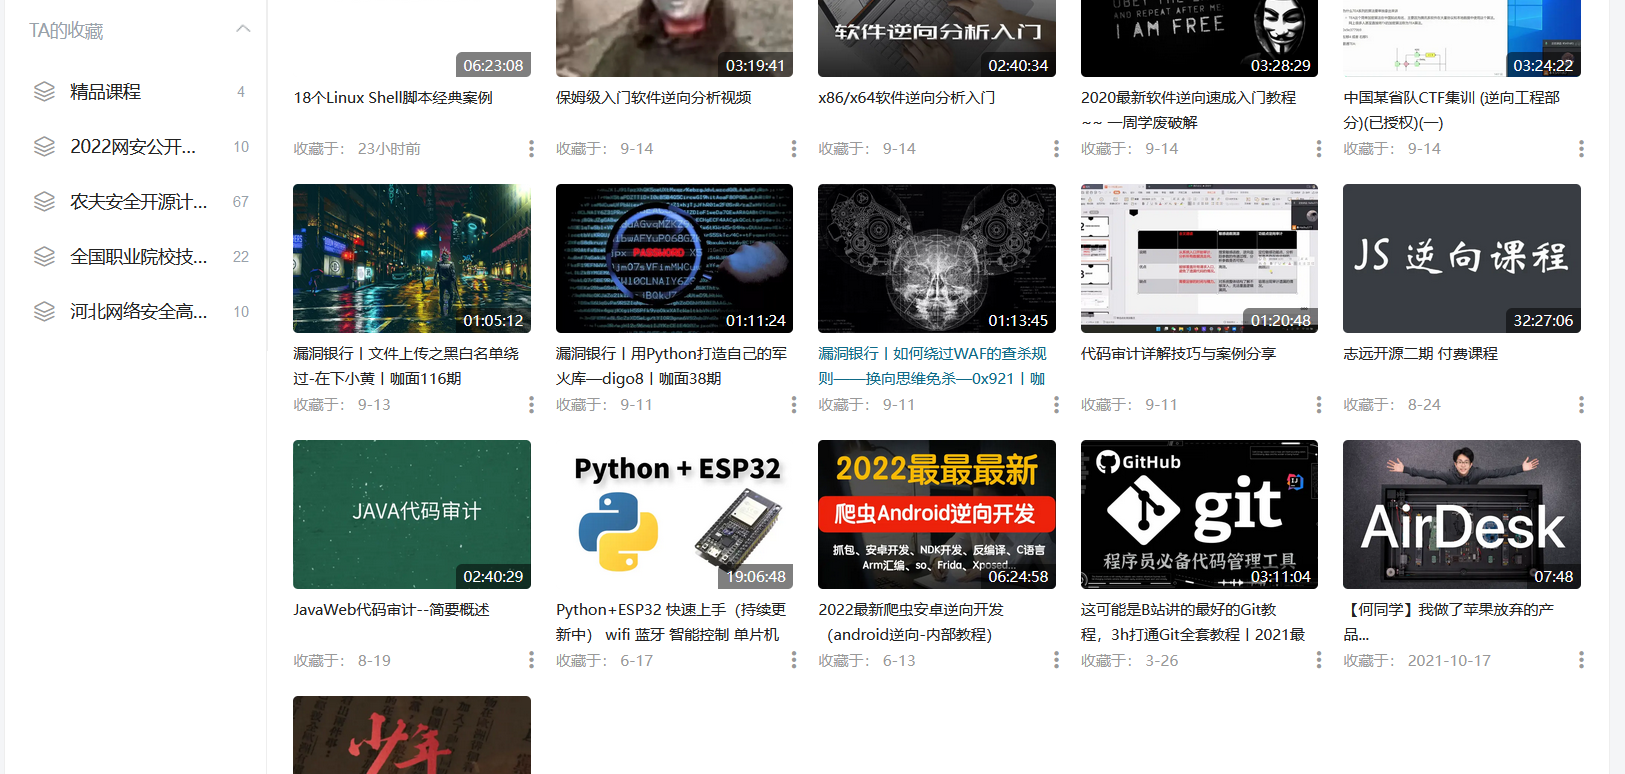 TA的收藏
精品课程 4
2022网安公开... 10
农夫安全开源计... 67
全国职业院校技... 22
河北网络安全高... 10
06:23:08
03:19:41
软件逆向分析入门
02:40:34
AND REPEAT AFTER ME
I AM FREE
03:28:29
03:24:22
18个Linux Shell脚本经典案例
收藏于： 23小时前
保姆级入门软件逆向分析视频
收藏于： 9-14
x86/x64软件逆向分析入门
收藏于： 9-14
2020最新软件逆向速成入门教程
~~ 一周学废破解
收藏于： 9-14
中国某省队CTF集训 (逆向工程部
分)(已授权)(一)
收藏于： 9-14
01:05:12
PASSWORD
01:11:24
01:13:45
01:20:48
JS 逆向课程
32:27:06
漏洞银行丨文件上传之黑白名单绕
过-在下小黄丨咖面116期
收藏于： 9-13
漏洞银行丨用Python打造自己的军
火库—digo8丨咖面38期
收藏于： 9-11
漏洞银行丨如何绕过WAF的查杀规
则——换向思维免杀—0x921丨咖
收藏于： 9-11
代码审计详解技巧与案例分享
收藏于： 9-11
志远开源二期 付费课程
收藏于： 8-24
JAVA代码审计
02:40:29
Python + ESP32
19:06:48
2022最最最新
爬虫Android逆向开发
抓包、安卓开发、NDK开发、反编译、C语言
Arm汇编、so、Frida、Xposed...
06:24:58
GitHub
git
程序员必备代码管理工具
03:11:04
AirDesk
07:48
JavaWeb代码审计--简要概述
收藏于： 8-19
Python+ESP32 快速上手（持续更
新中） wifi 蓝牙 智能控制 单片机
收藏于： 6-17
2022最新爬虫安卓逆向开发
（android逆向-内部教程）
收藏于： 6-13
这可能是B站讲的最好的Git教
程，3h打通Git全套教程丨2021最
收藏于： 3-26
【何同学】我做了苹果放弃的产
品...
收藏于： 2021-10-17
少年